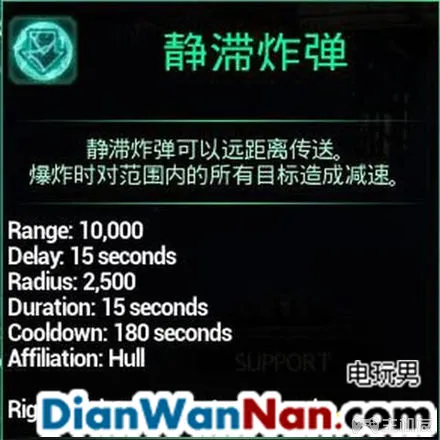 静滞炸弹
静滞炸弹可以远距离传送。
爆炸时对范围内的所有目标造成减速。
Range: 10,000
Delay: 15 seconds
Radius: 2,500
Duration: 15 seconds
Cooldown: 180 seconds
Affiliation: Hull
SUPPORT
电玩男
DianWanNan.com